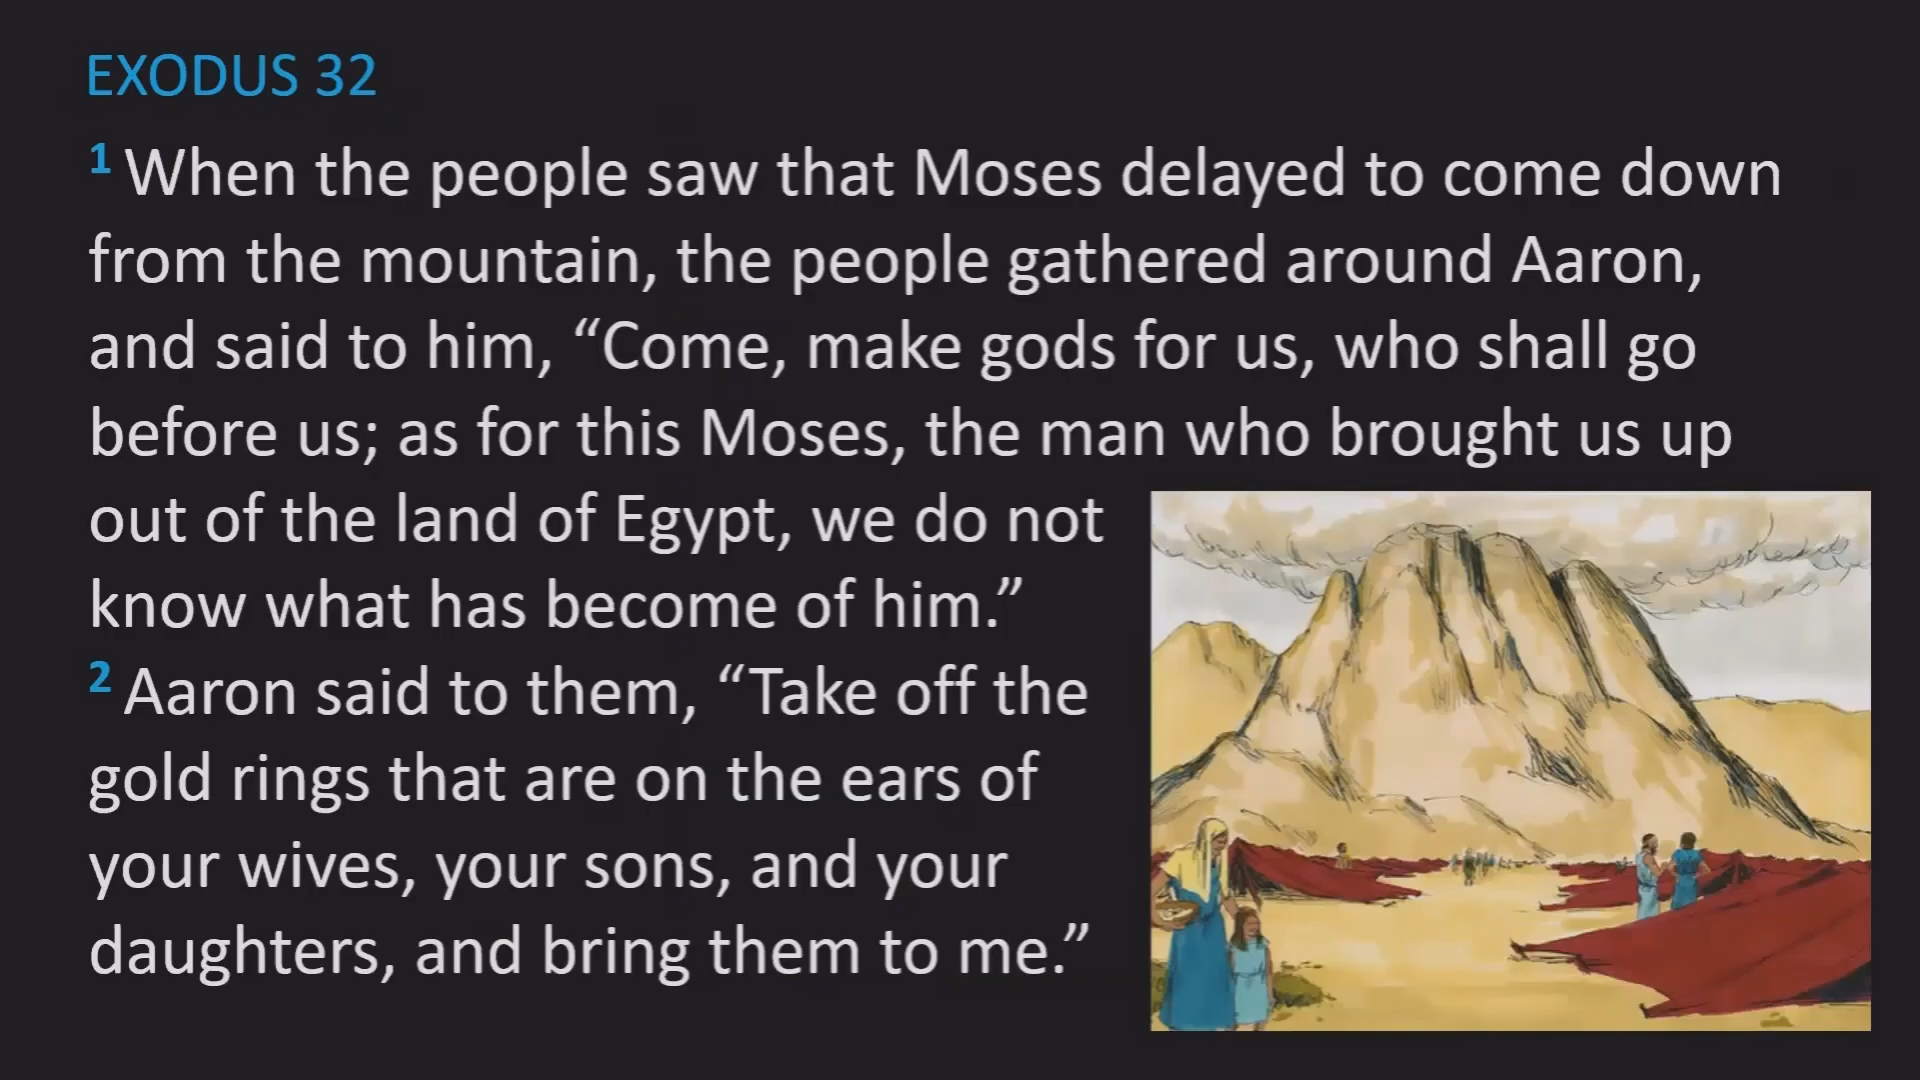 EXODUS 32
1 When the people saw that Moses delayed to come down
from the mountain, the people gathered around Aaron,
and said to him, “Come, make gods for us, who shall go
before us; as for this Moses, the man who brought us up
out of the land of Egypt, we do not
know what has become of him.”
2 Aaron said to them, “Take off the
gold rings that are on the ears of
your wives, your sons, and your
daughters, and bring them to me.”